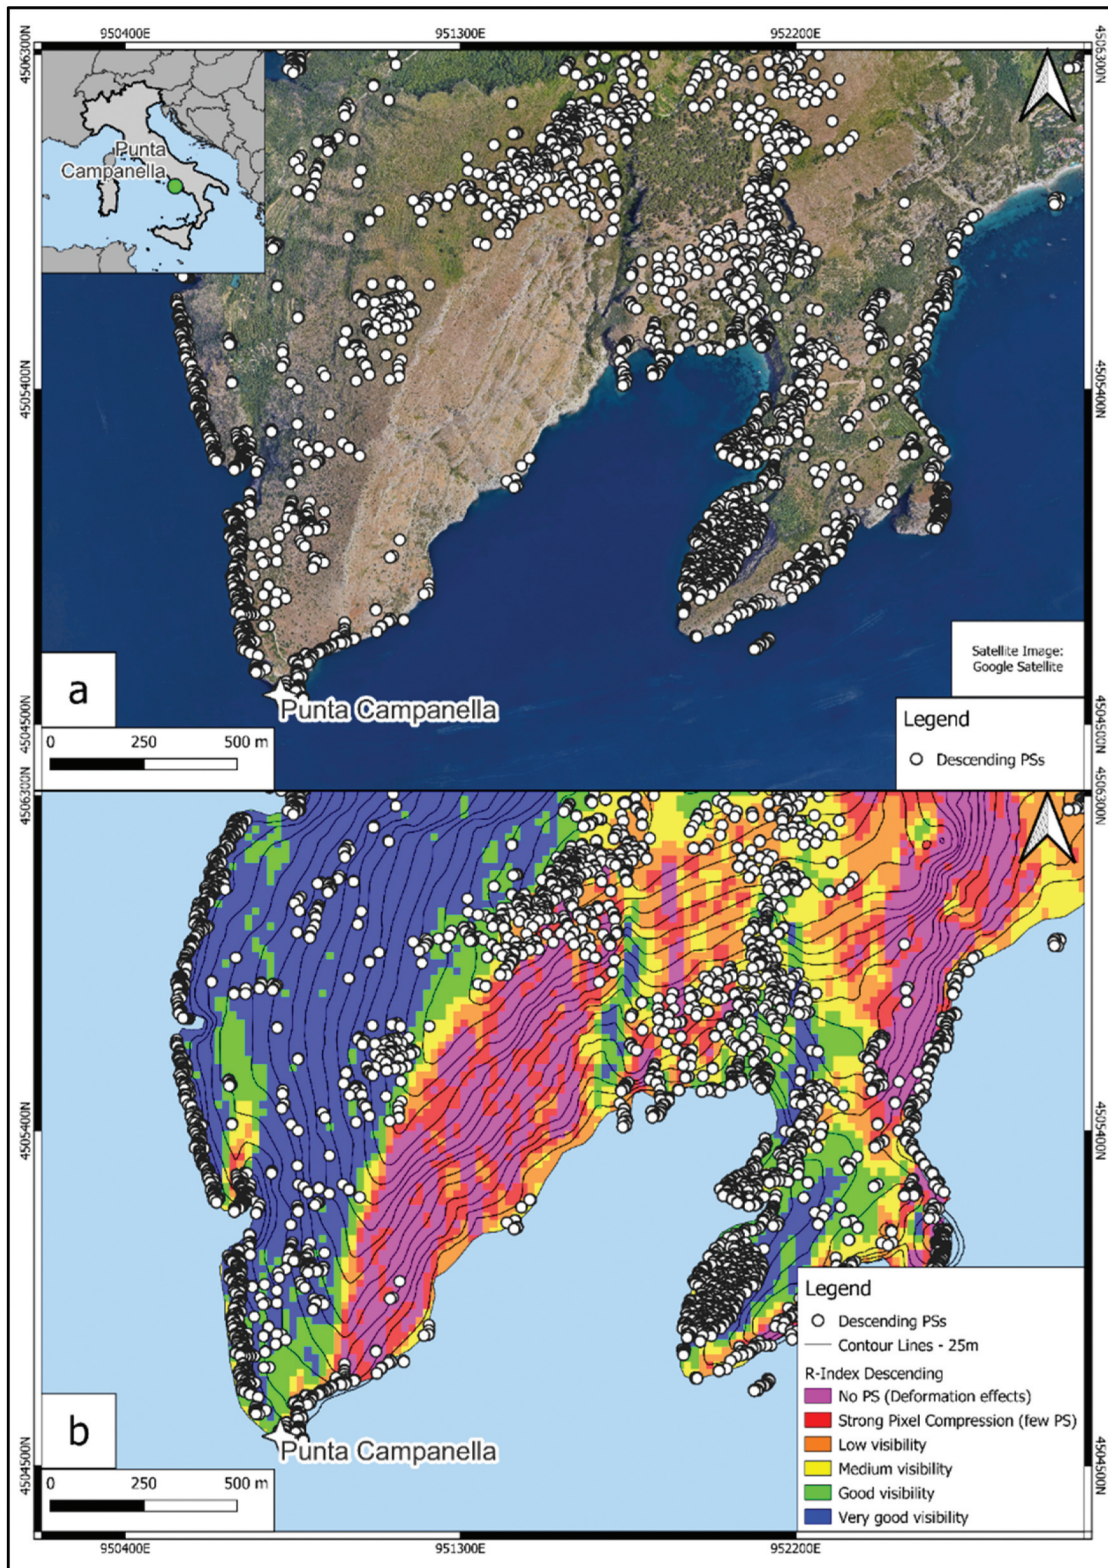 950400E
951300E
952200E
4506300N
4506300N
Punta
Campanella
4505400N
4505400N
Satellite Image:
Google Satellite
a
Punta Campanella
Legend
Descending PSs
4504500N
4504500N
0 250 500 m
4506300N
4506300N
4505400N
4505400N
Legend
Descending PSs
Contour Lines - 25m
R-Index Descending
No PS (Deformation effects)
Strong Pixel Compression (few PS)
Low visibility
Medium visibility
Good visibility
Very good visibility
b
Punta Campanella
4504500N
4504500N
0 250 500 m
950400E
951300E
952200E